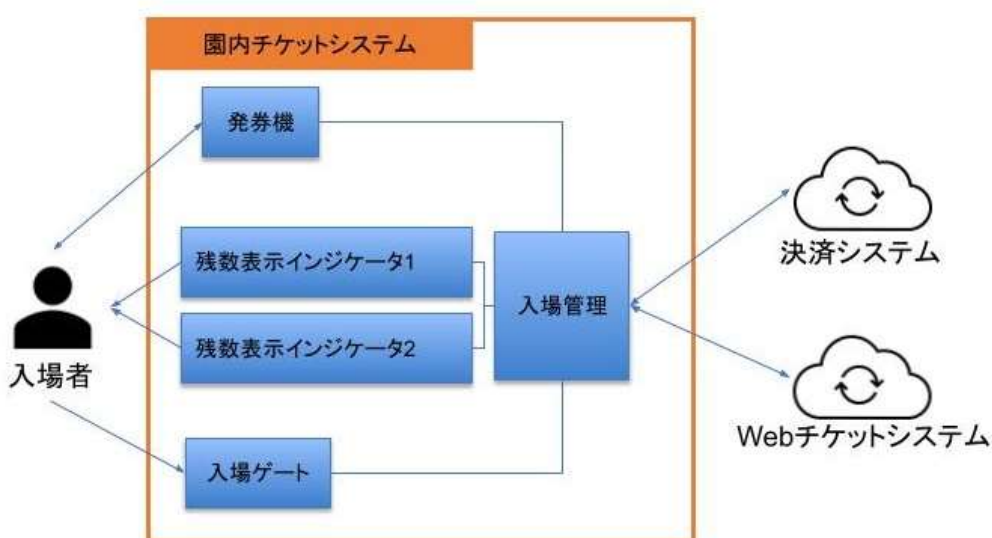 園内チケットシステム
発券機
残数表示インジケータ1
入場管理
残数表示インジケータ2
入場ゲート
入場者
決済システム
Webチケットシステム